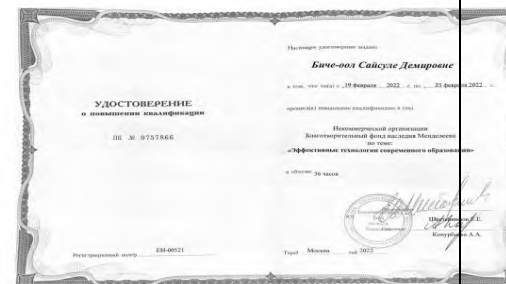 УДОСТОВЕРЕНИЕ
о повышении квалификации
ПК № 0757866
Регистрационный номер ЕН-00521
Настоящее удостоверение выдано
Биче-оол Сайсуле Демировне
в том, что он(а) с 19 февраля 2022 г. по 25 февраля 2022 г.
прошел(а) повышение квалификации в (на)
Некоммерческой организации
Благотворительный фонд наследия Менделеева
по теме:
«Эффективные технологии современного образования»
в объеме 36 часов
Город Москва год 2022